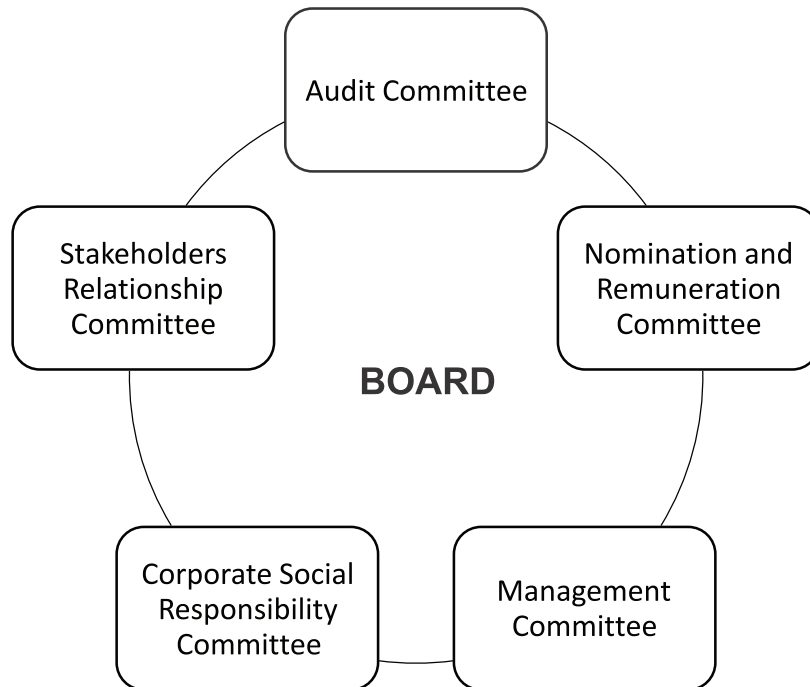 Audit Committee
Stakeholders
Relationship
Committee
Nomination and
Remuneration
Committee
BOARD
Corporate Social
Responsibility
Committee
Management
Committee